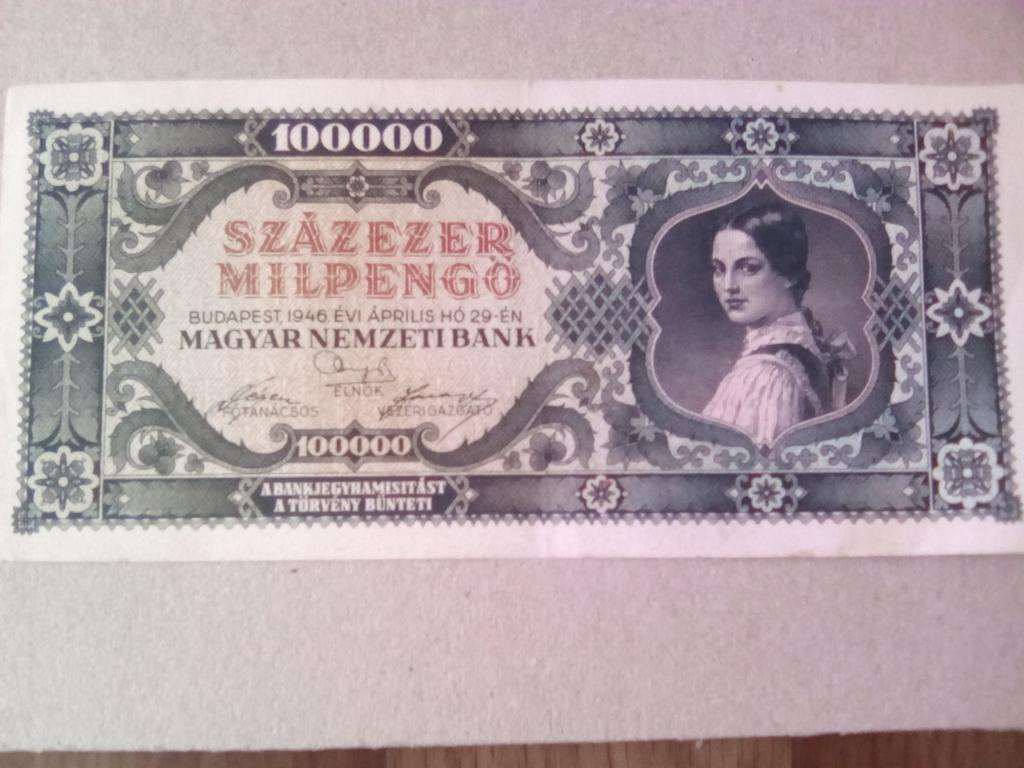 100000
SZÁZEZER
MILPENGŐ
BUDAPEST, 1946. ÉVI ÁPRILIS HÓ 29-ÉN
MAGYAR NEMZETI BANK
ELNÖK
FŐTANÁCSOS VEZÉRIGAZGATÓ
100000
A BANKJEGYHAMISITÁST
A TÖRVÉNY BÜNTETI